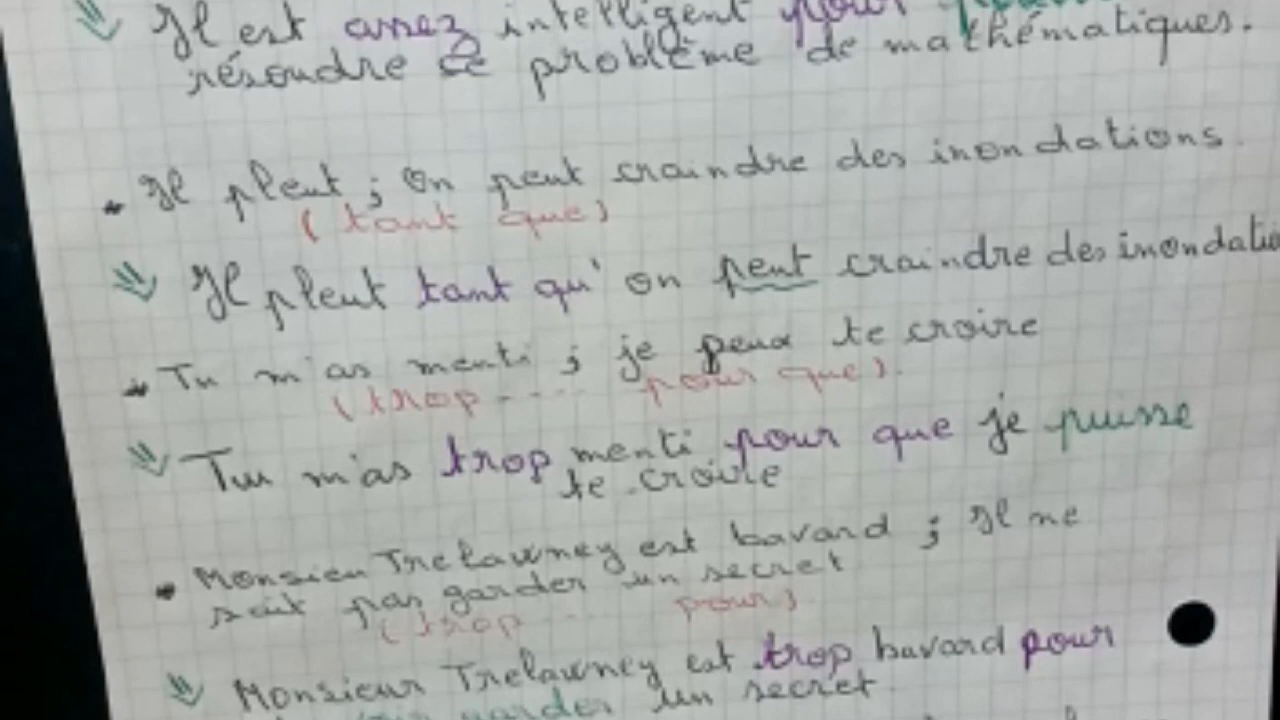 Il est assez intelligent pour
résoudre ce problème de mathématiques.
Il pleut ; On peut craindre des inondations.
(tant que)
Il pleut tant qu'on peut craindre des inondatio
Tu m'as menti ; je peux te croire
(trop ---- pour que).
Tu m'as trop menti pour que je puisse
te croire
Monsieu Trelawney est bavard ; Il ne
sait pas garder un secret
(trop --- pour)
Monsieur Trelawney est trop bavard pour
garder un secret